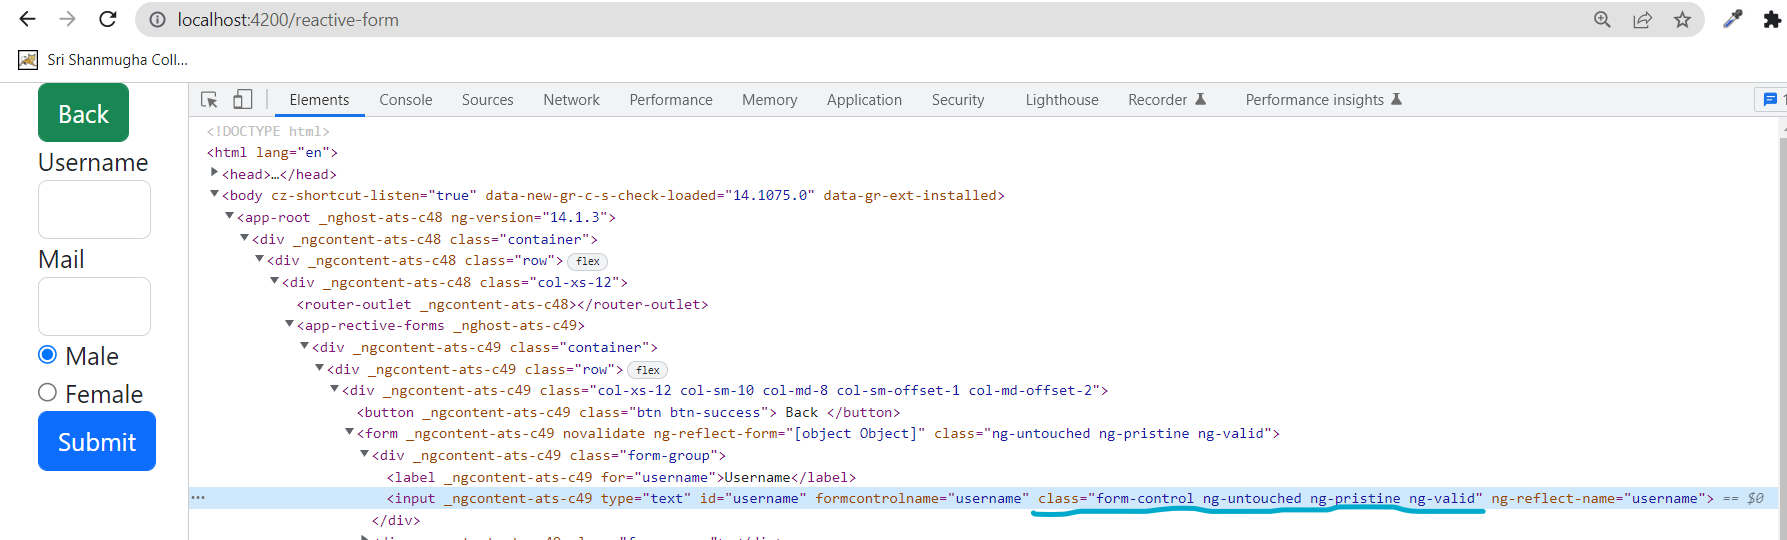 localhost:4200/reactive-form
Sri Shanmugha Coll...
Elements Console Sources Network Performance Memory Application Security Lighthouse Recorder Performance insights 1
Back
Username
Mail
Male
Female
Submit
<!DOCTYPE html>
<html lang="en">
<head>…</head>
<body cz-shortcut-listen="true" data-new-gr-c-s-check-loaded="14.1075.0" data-gr-ext-installed>
<app-root _nghost-ats-c48 ng-version="14.1.3">
<div _ngcontent-ats-c48 class="container">
<div _ngcontent-ats-c48 class="row"> flex
<div _ngcontent-ats-c48 class="col-xs-12">
<router-outlet _ngcontent-ats-c48></router-outlet>
<app-rective-forms _nghost-ats-c49>
<div _ngcontent-ats-c49 class="container">
<div _ngcontent-ats-c49 class="row"> flex
<div _ngcontent-ats-c49 class="col-xs-12 col-sm-10 col-md-8 col-sm-offset-1 col-md-offset-2">
<button _ngcontent-ats-c49 class="btn btn-success"> Back </button>
<form _ngcontent-ats-c49 novalidate ng-reflect-form="[object Object]" class="ng-untouched ng-pristine ng-valid">
<div _ngcontent-ats-c49 class="form-group">
<label _ngcontent-ats-c49 for="username">Username</label>
… <input _ngcontent-ats-c49 type="text" id="username" formcontrolname="username" class="form-control ng-untouched ng-pristine ng-valid" ng-reflect-name="username"> == $0
</div>